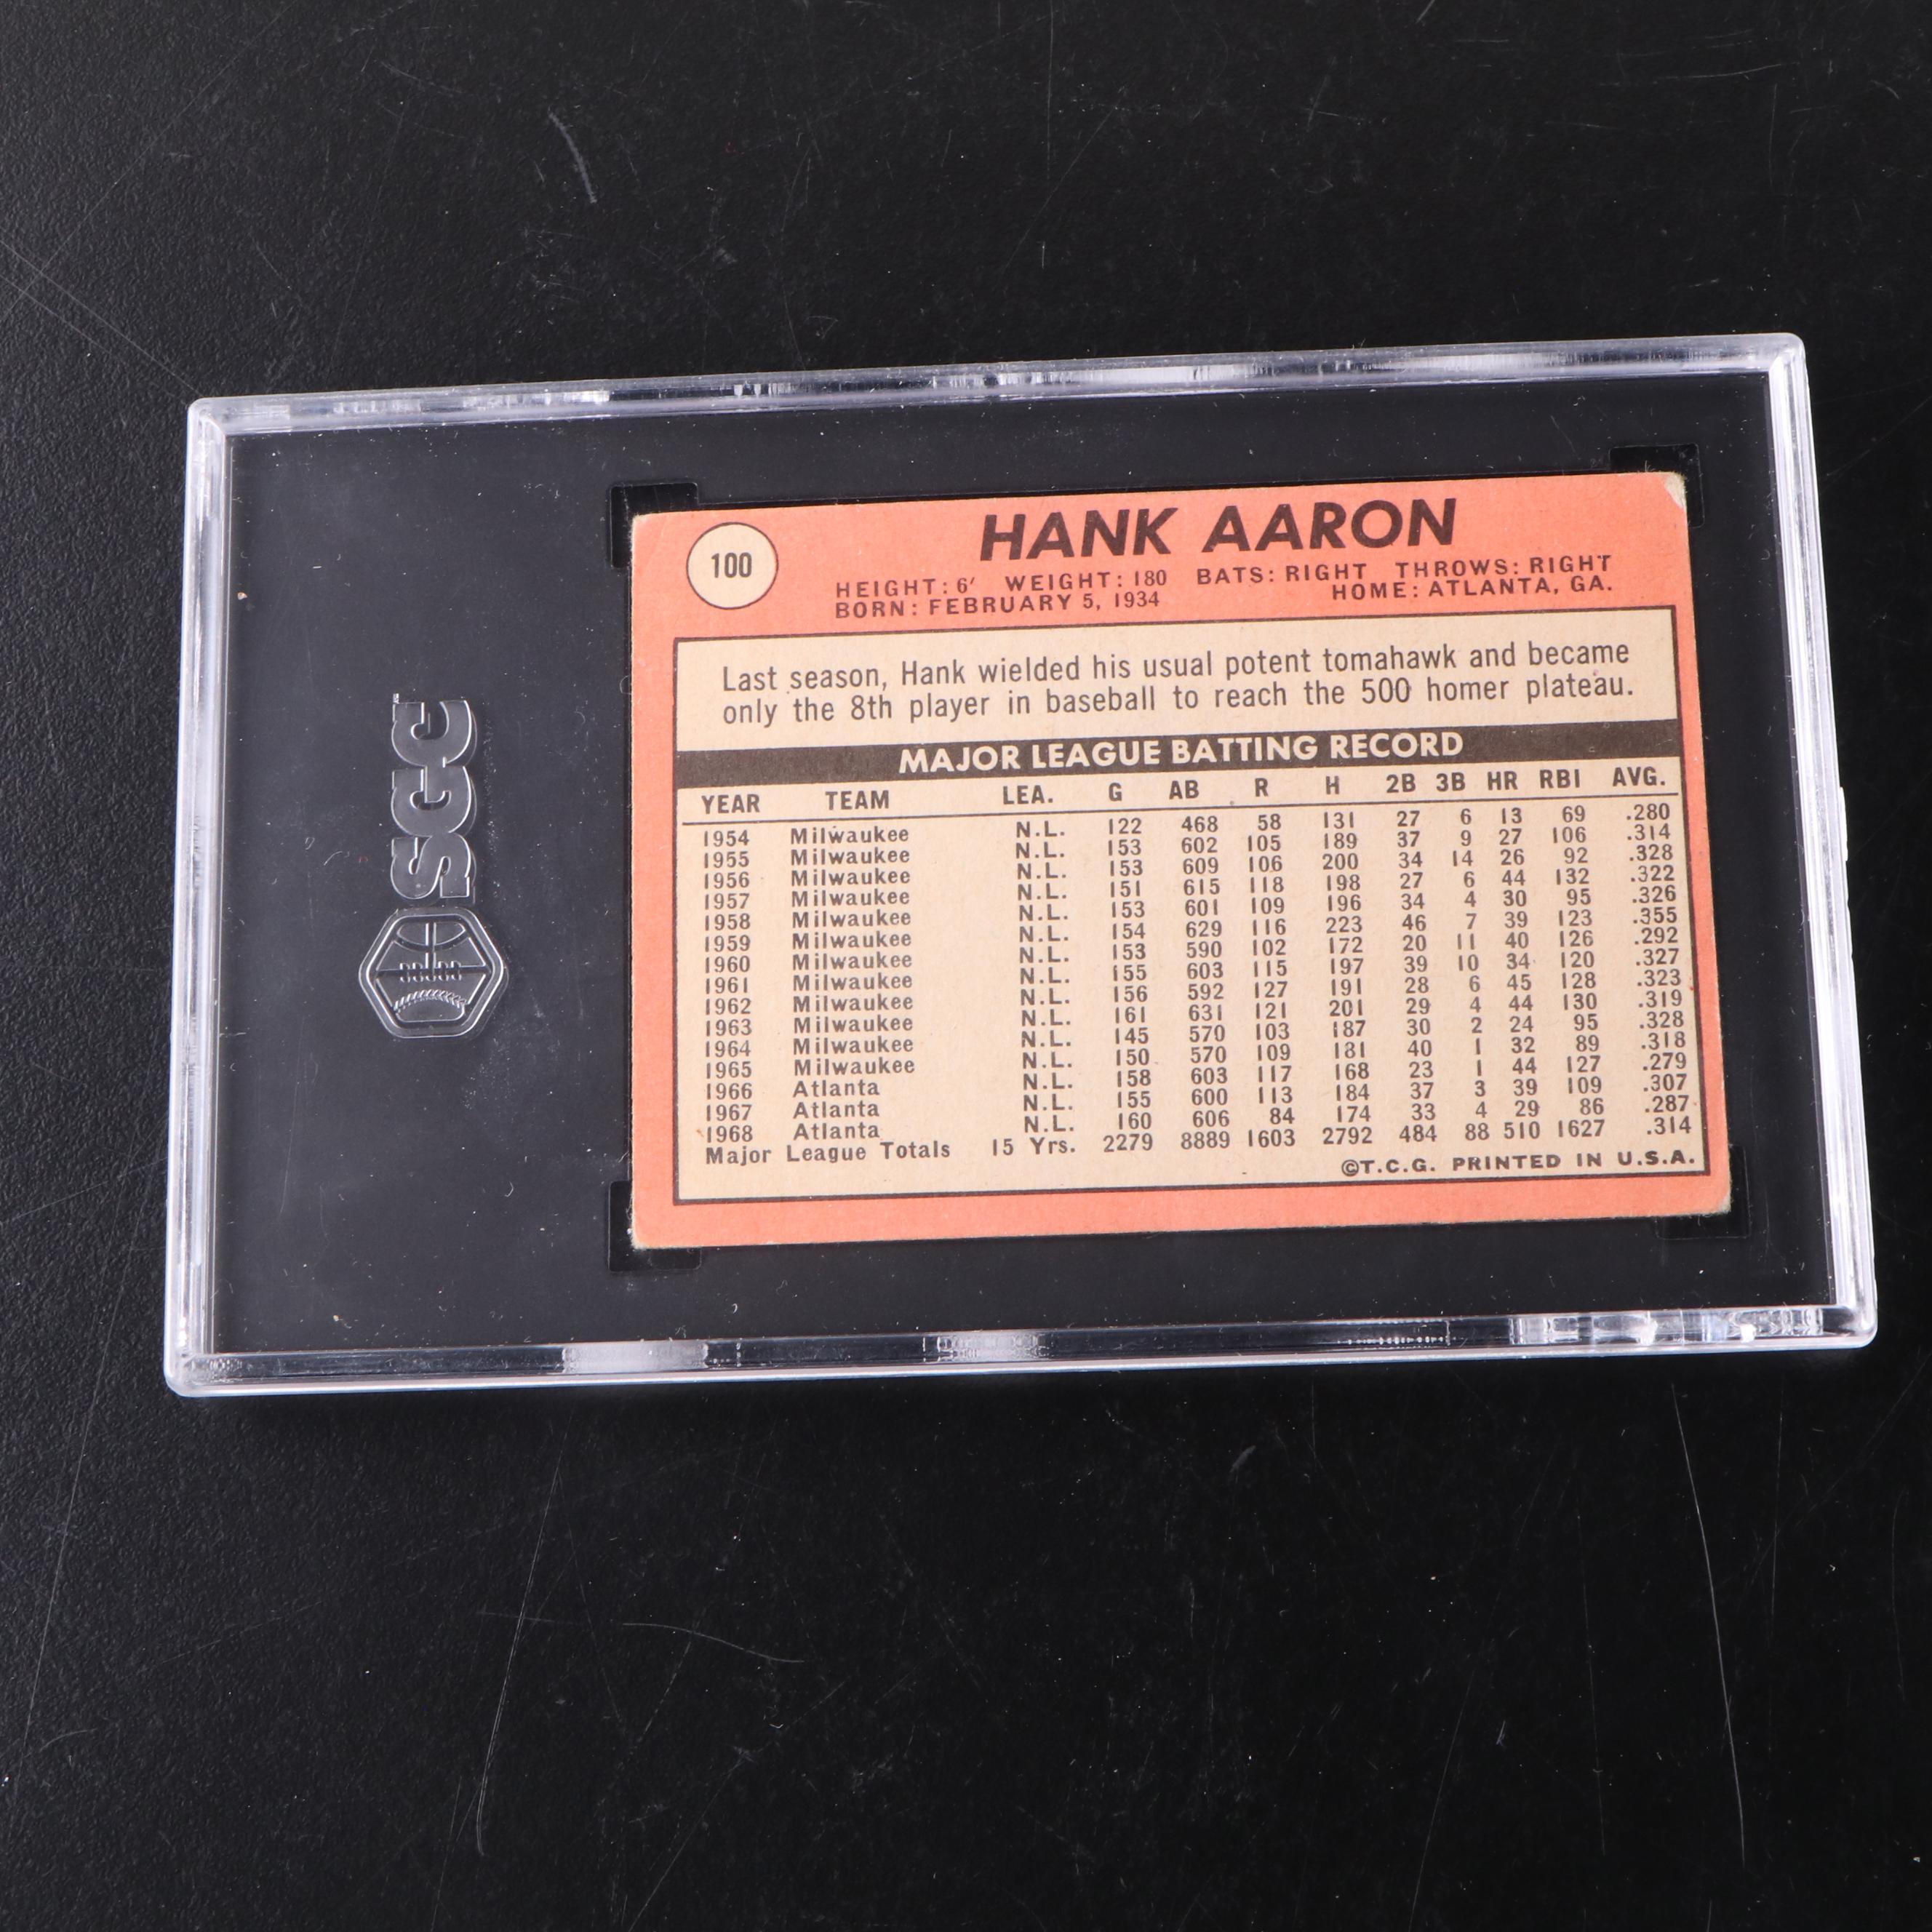 SGC
100
HANK AARON
HEIGHT: 6' WEIGHT: 180 BATS: RIGHT THROWS: RIGHT
BORN: FEBRUARY 5, 1934 HOME: ATLANTA, GA.
Last season, Hank wielded his usual potent tomahawk and became
only the 8th player in baseball to reach the 500 homer plateau.
MAJOR LEAGUE BATTING RECORD
YEAR TEAM LEA. G AB R H 2B 3B HR RBI AVG.
1954 Milwaukee N.L. 122 468 58 131 27 6 13 69 .280
1955 Milwaukee N.L. 153 602 105 189 37 9 27 106 .314
1956 Milwaukee N.L. 153 609 106 200 34 14 26 92 .328
1957 Milwaukee N.L. 151 615 118 198 27 6 44 132 .322
1958 Milwaukee N.L. 153 601 109 196 34 4 30 95 .326
1959 Milwaukee N.L. 154 629 116 223 46 7 39 123 .355
1960 Milwaukee N.L. 153 590 102 172 20 11 40 126 .292
1961 Milwaukee N.L. 155 603 115 197 39 10 34 120 .327
1962 Milwaukee N.L. 156 592 127 191 28 6 45 128 .323
1963 Milwaukee N.L. 161 631 121 201 29 4 44 130 .319
1964 Milwaukee N.L. 145 570 103 187 30 2 24 95 .328
1965 Milwaukee N.L. 150 570 109 181 40 1 32 89 .318
1966 Atlanta N.L. 158 603 117 168 23 1 44 127 .279
1967 Atlanta N.L. 155 600 113 184 37 3 39 109 .307
1968 Atlanta N.L. 160 606 84 174 33 4 29 86 .287
Major League Totals 15 Yrs. 2279 8889 1603 2792 484 88 510 1627 .314
©T.C.G. PRINTED IN U.S.A.